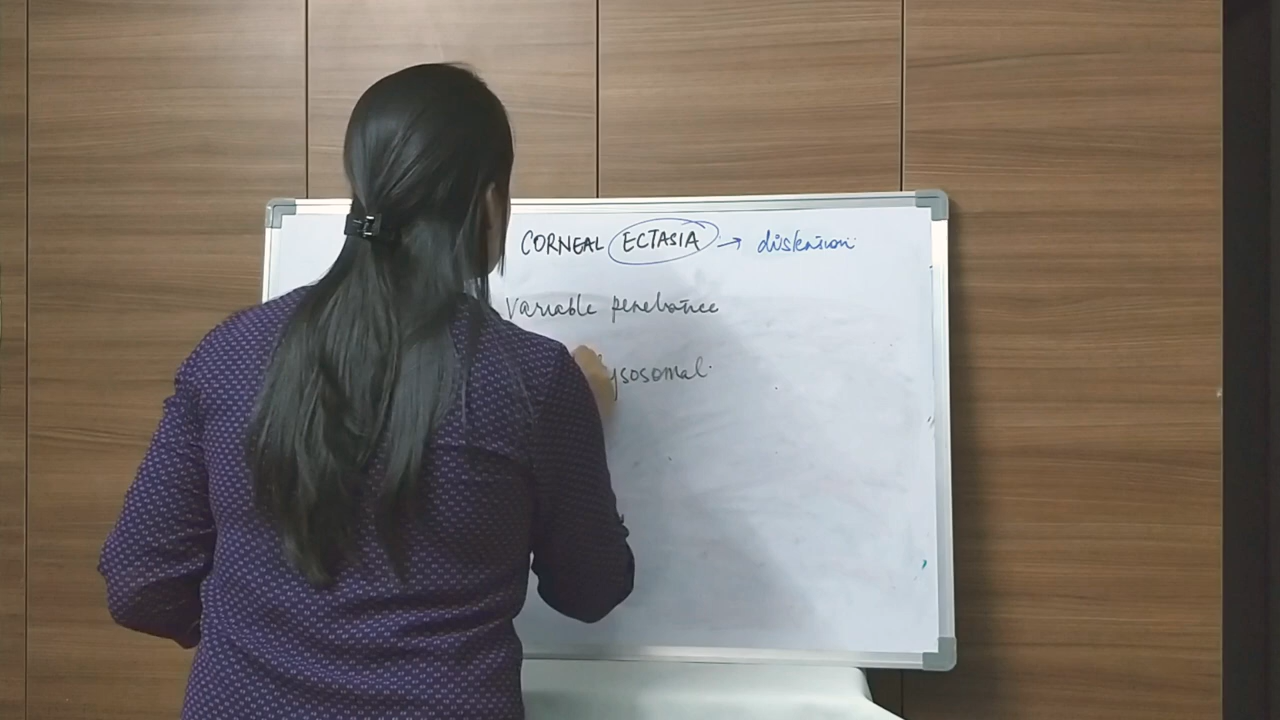 CORNEAL ECTASIA → distension
Variable penetrance
ysosomal